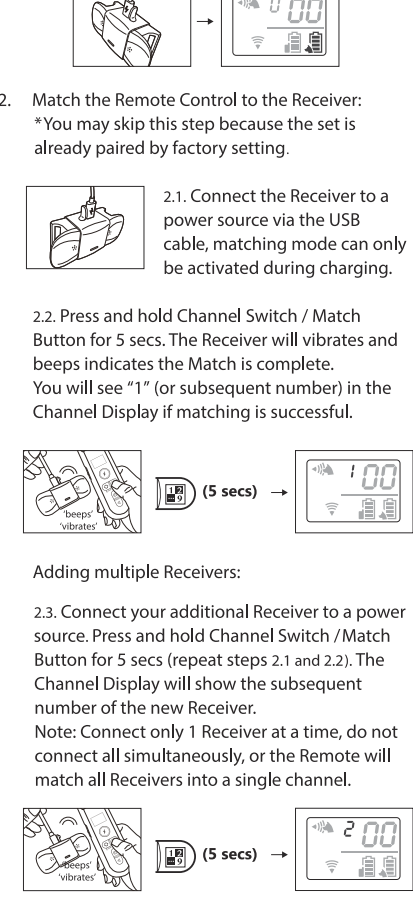 0 00
2. Match the Remote Control to the Receiver:
*You may skip this step because the set is
already paired by factory setting.
2.1. Connect the Receiver to a
power source via the USB
cable, matching mode can only
be activated during charging.
2.2. Press and hold Channel Switch / Match
Button for 5 secs. The Receiver will vibrates and
beeps indicates the Match is complete.
You will see “1” (or subsequent number) in the
Channel Display if matching is successful.
'beeps'
'vibrates'
1 2
9
(5 secs)
1 00
Adding multiple Receivers:
2.3. Connect your additional Receiver to a power
source. Press and hold Channel Switch / Match
Button for 5 secs (repeat steps 2.1 and 2.2). The
Channel Display will show the subsequent
number of the new Receiver.
Note: Connect only 1 Receiver at a time, do not
connect all simultaneously, or the Remote will
match all Receivers into a single channel.
'beeps'
'vibrates'
1 2
9
(5 secs)
2 00